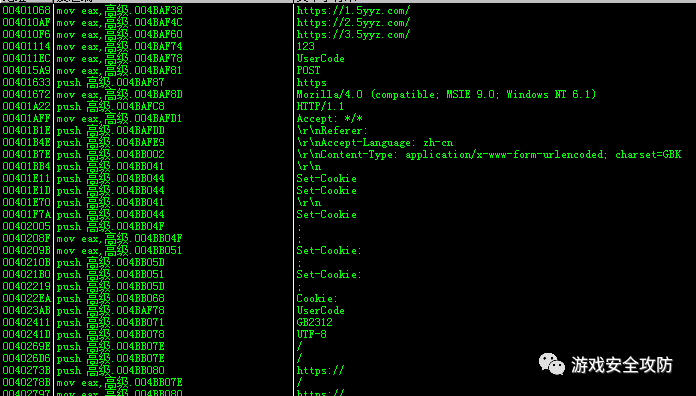 00401068 mov eax,高级.004BAF38 https://1.5yyz.com/
004010AF mov eax,高级.004BAF4C https://2.5yyz.com/
004010F6 mov eax,高级.004BAF60 https://3.5yyz.com/
00401114 mov eax,高级.004BAF74 123
004011EC mov eax,高级.004BAF78 UserCode
004015A9 mov eax,高级.004BAF81 POST
00401633 push 高级.004BAF87 https
00401672 mov eax,高级.004BAF8D Mozilla/4.0 (compatible; MSIE 9.0; Windows NT 6.1)
00401A22 push 高级.004BAFC8 HTTP/1.1
00401AFF mov eax,高级.004BAFD1 Accept: */*
00401B1E push 高级.004BAFDD \r\nReferer:
00401B4E push 高级.004BAFE9 \r\nAccept-Language: zh-cn
00401B7E push 高级.004BB002 \r\nContent-Type: application/x-www-form-urlencoded; charset=GBK
00401BB4 push 高级.004BB041 \r\n
00401E11 push 高级.004BB044 Set-Cookie
00401E1D push 高级.004BB044 Set-Cookie
00401E70 push 高级.004BB041 \r\n
00401F7A push 高级.004BB044 Set-Cookie
00402005 push 高级.004BB04F ;
0040208F mov eax,高级.004BB04F ;
0040209B mov eax,高级.004BB051 Set-Cookie:
0040210B push 高级.004BB05D ;
004021B0 push 高级.004BB051 Set-Cookie:
00402219 push 高级.004BB05D ;
004022EA push 高级.004BB068 Cookie:
004023AB push 高级.004BAF78 UserCode
00402411 push 高级.004BB071 GB2312
0040241D push 高级.004BB078 UTF-8
0040269E push 高级.004BB07E /
004026D6 push 高级.004BB07E /
0040273B push 高级.004BB080 https://
0040278B mov eax,高级.004BB07E /
00402797 mov eax,高级.004BB080 https://
游戏安全攻防